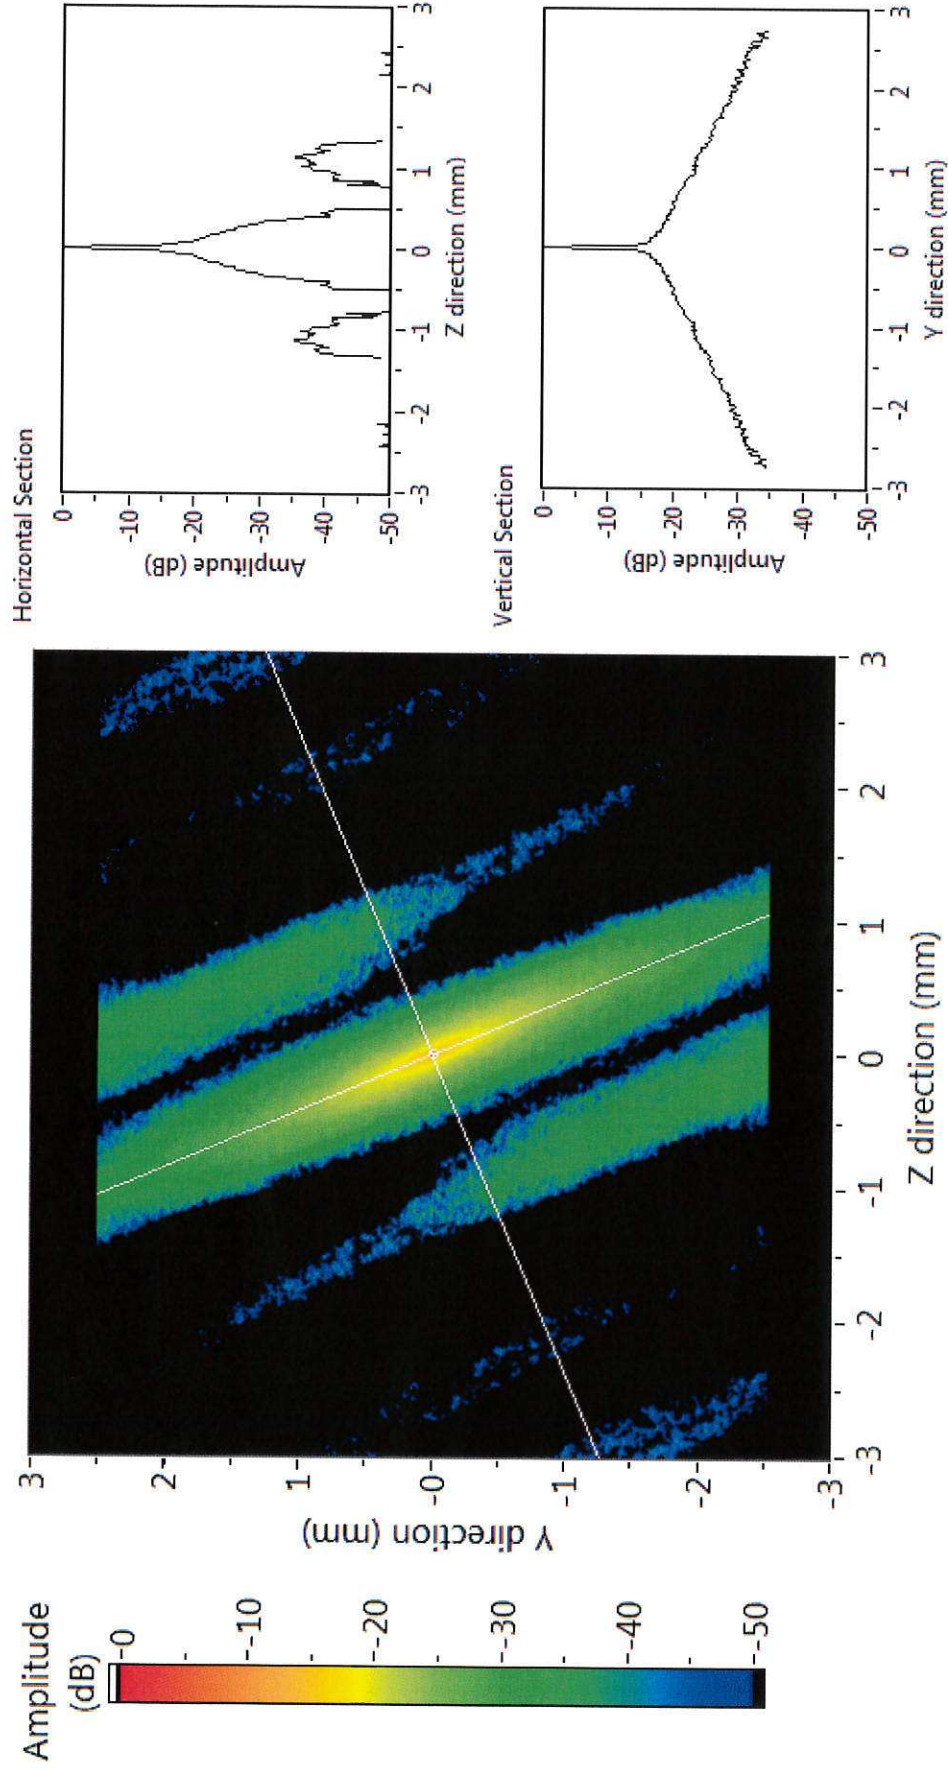 Amplitude
(dB)
0
-10
-20
-30
-40
-50
Y direction (mm)
3
2
1
-0
-1
-2
-3
-3 -2 -1 0 1 2 3
Z direction (mm)
Horizontal Section
Amplitude (dB)
0
-10
-20
-30
-40
-50
-3 -2 -1 0 1 2 3
Z direction (mm)
Vertical Section
Amplitude (dB)
0
-10
-20
-30
-40
-50
-3 -2 -1 0 1 2 3
Y direction (mm)